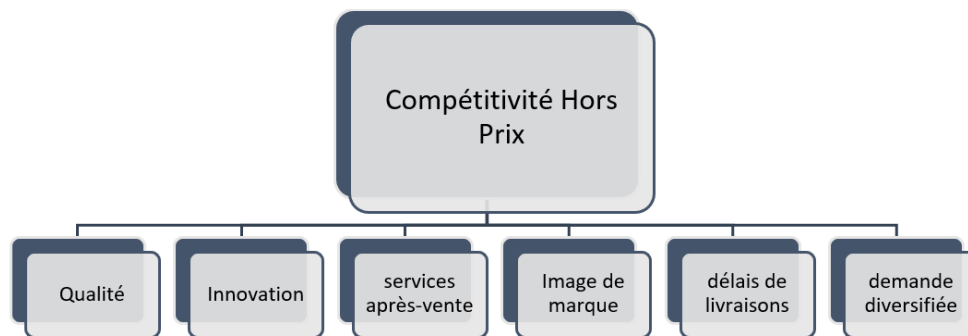 Compétitivité Hors
Prix
Qualité
Innovation
services
après-vente
Image de
marque
délais de
livraisons
demande
diversifiée